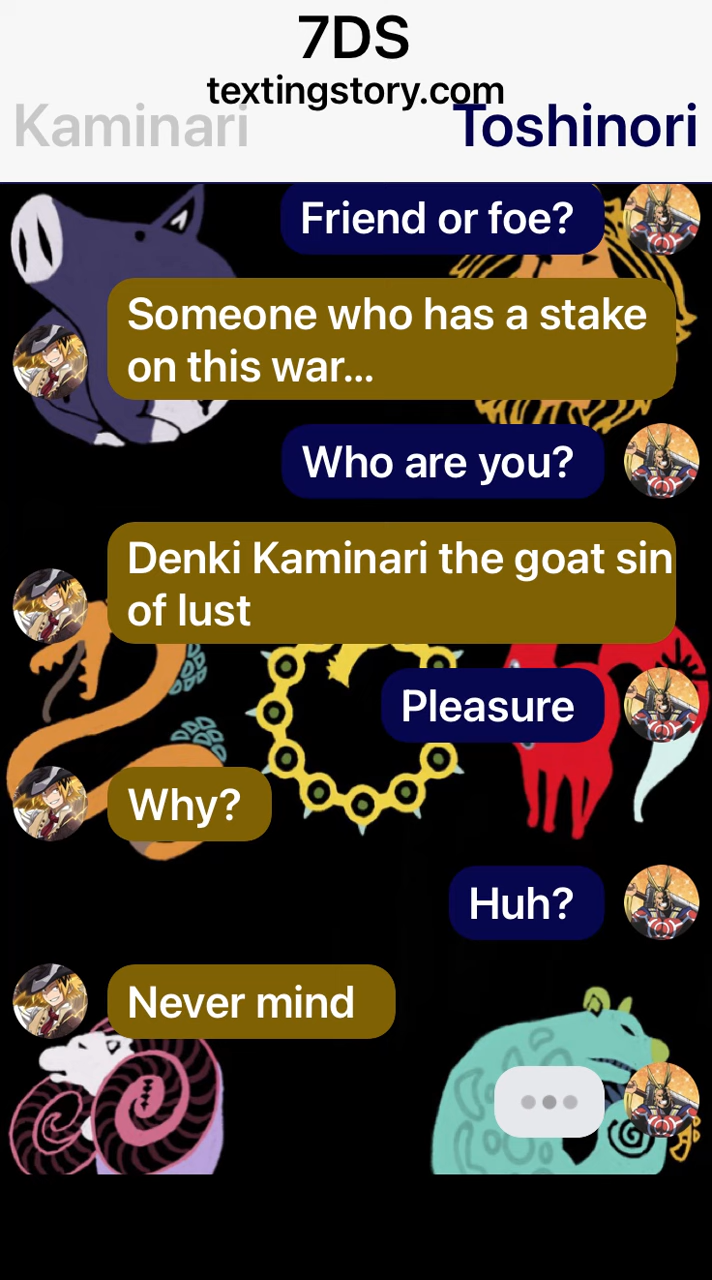 7DS
textingstory.com
Kaminari
Toshinori
Friend or foe?
Someone who has a stake
on this war...
Who are you?
Denki Kaminari the goat sin
of lust
Pleasure
Why?
Huh?
Never mind